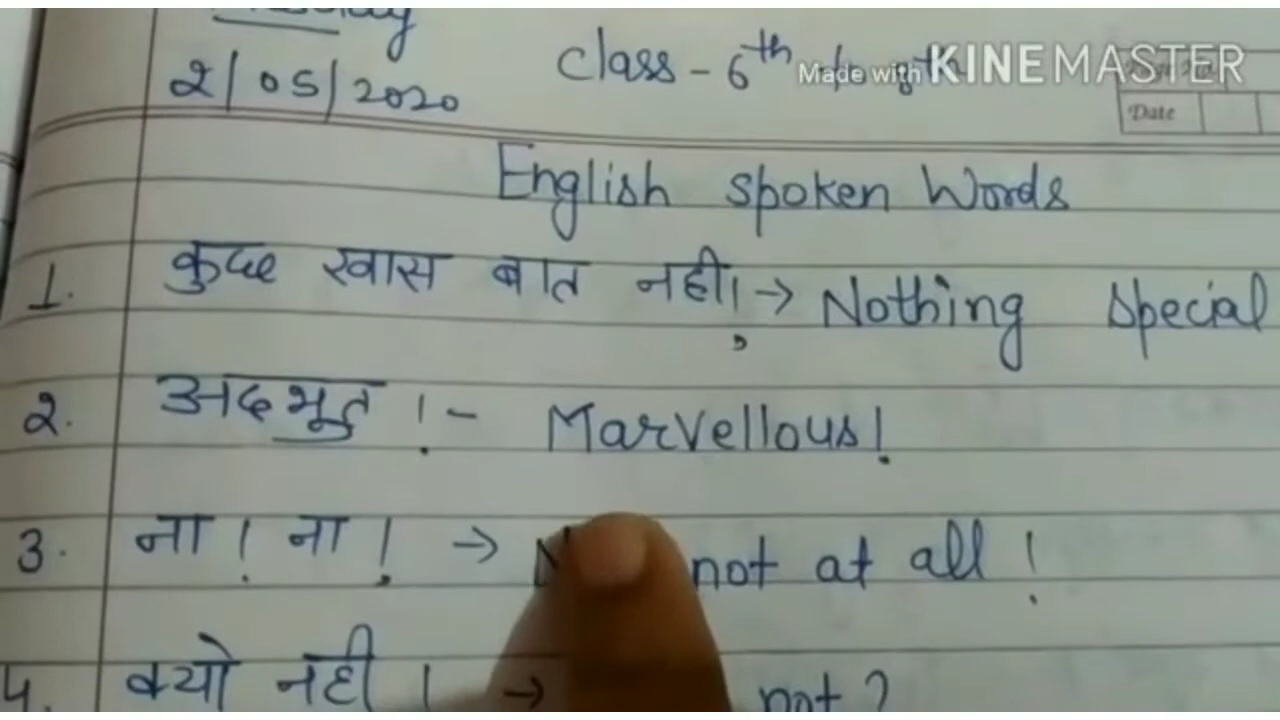 2/05/2020 Class - 6th
Made with KINEMASTER
Date
English spoken Words
1. कुछ खास बात नही! → Nothing special
2. अदभुत ! - Marvellous!
3. ना ! ना ! → not at all !
4. क्यो नही ! → not ?